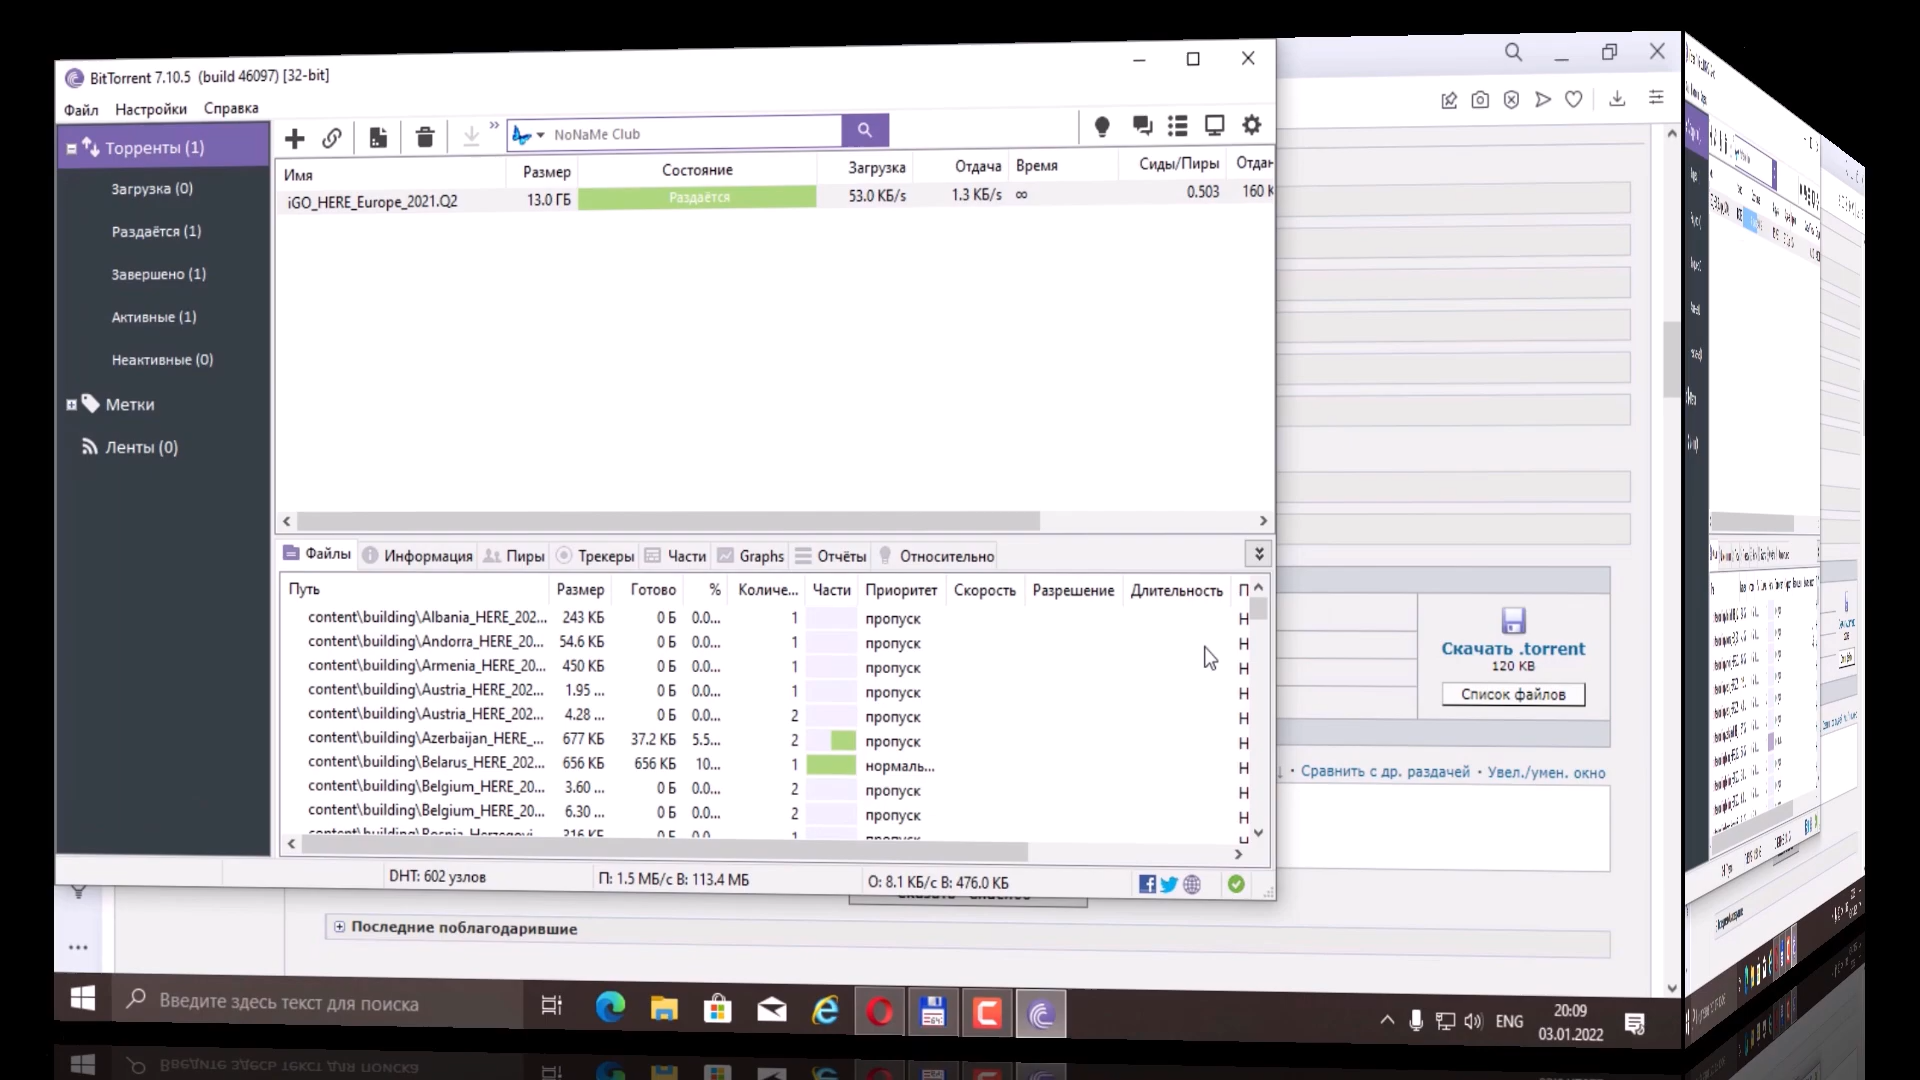 BitTorrent 7.10.5 (build 46097) [32-bit]
Файл Настройки Справка
Торренты (1)
Загрузка (0)
Раздаётся (1)
Завершено (1)
Активные (1)
Неактивные (0)
Метки
Ленты (0)
NoNaMe Club
Имя Размер Состояние Загрузка Отдача Время Сиды/Пиры
iGO_HERE_Europe_2021.Q2 13.0 ГБ Раздаётся 53.0 КБ/s 1.3 КБ/s ∞ 0.503 160
Файлы Информация Пиры Трекеры Части Graphs Отчёты Относительно
Путь Размер Готово % Количе... Части Приоритет Скорость Разрешение Длительность П
content\building\Albania_HERE_202... 243 КБ 0 Б 0.0... 1 пропуск Н
content\building\Andorra_HERE_20... 54.6 КБ 0 Б 0.0... 1 пропуск Н
content\building\Armenia_HERE_20... 450 КБ 0 Б 0.0... 1 пропуск Н
content\building\Austria_HERE_202... 1.95 ... 0 Б 0.0... 1 пропуск Н
content\building\Austria_HERE_202... 4.28 ... 0 Б 0.0... 2 пропуск Н
content\building\Azerbaijan_HERE_... 677 КБ 37.2 КБ 5.5... 2 пропуск Н
content\building\Belarus_HERE_202... 656 КБ 656 КБ 10... 1 нормаль... Н
content\building\Belgium_HERE_20... 3.60 ... 0 Б 0.0... 2 пропуск Н
content\building\Belgium_HERE_20... 6.30 ... 0 Б 0.0... 2 пропуск Н
DHT: 602 узлов П: 1.5 МБ/с В: 113.4 МБ О: 8.1 КБ/с В: 476.0 КБ
Скачать .torrent
120 KB
Список файлов
· Сравнить с др. раздачей · Увел./умен. окно
Последние поблагодарившие
Введите здесь текст для поиска
ENG
20:09
03.01.2022